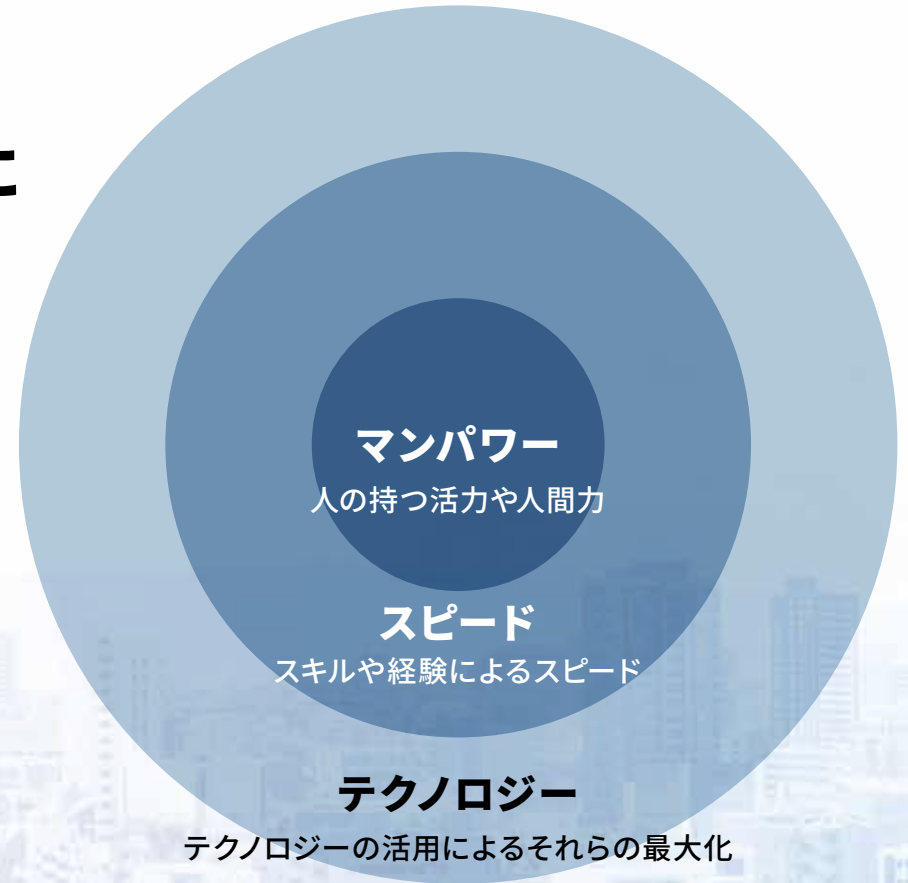 マンパワー
人の持つ活力や人間力
スピード
スキルや経験によるスピード
テクノロジー
テクノロジーの活用によるそれらの最大化